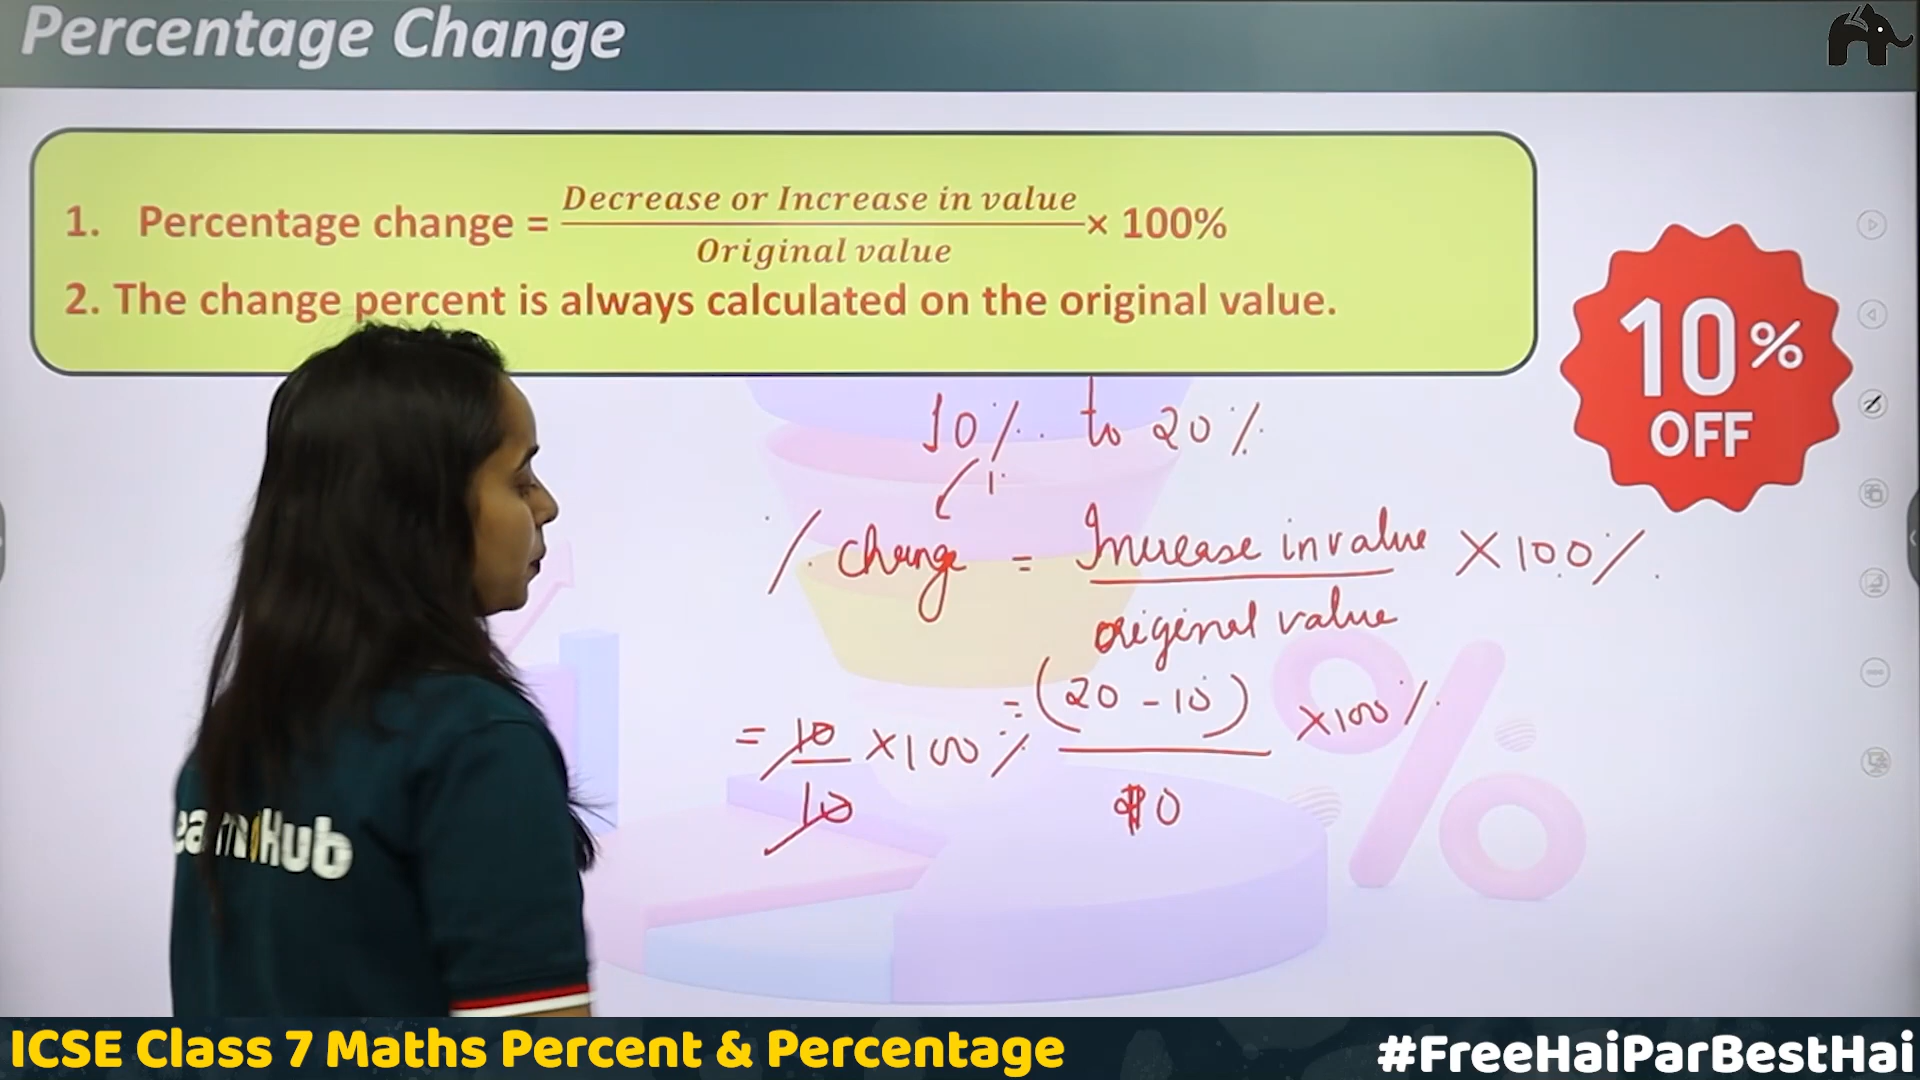 Percentage Change
1. Percentage change = Decrease or Increase in value / Original value × 100%
2. The change percent is always calculated on the original value.
10%
OFF
10% to 20%
% change = Increase in value / original value × 100%
= (20 - 10) / 10 × 100%
= 10 / 10 × 100%
Hub
ICSE Class 7 Maths Percent & Percentage
#FreeHaiParBestHai